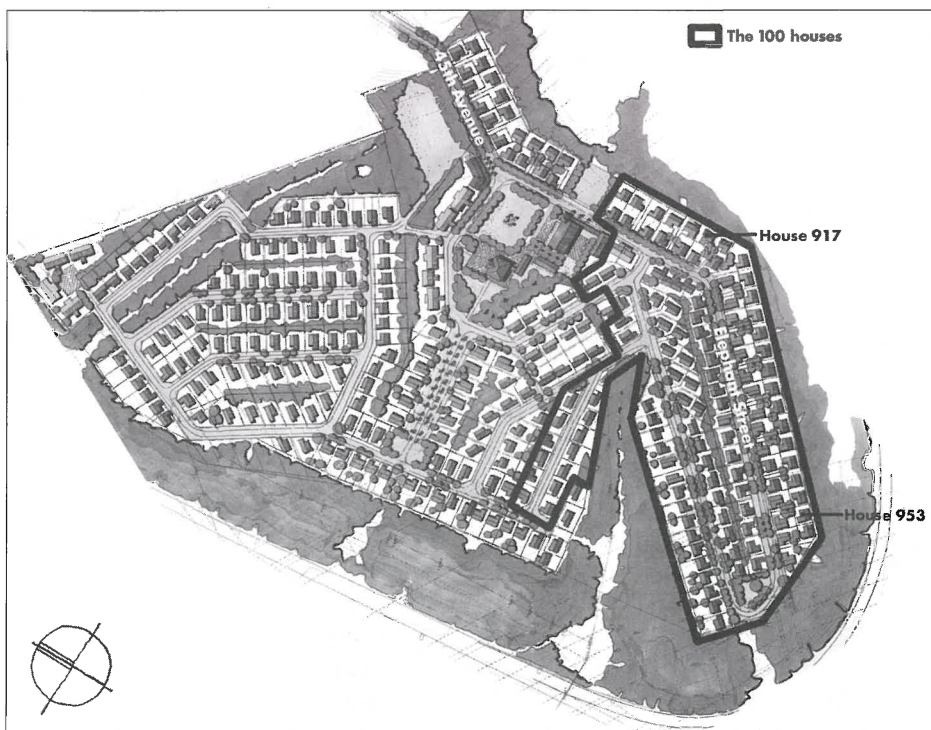 The 100 houses
45th Avenue
House 917
Elephant Street
House 953